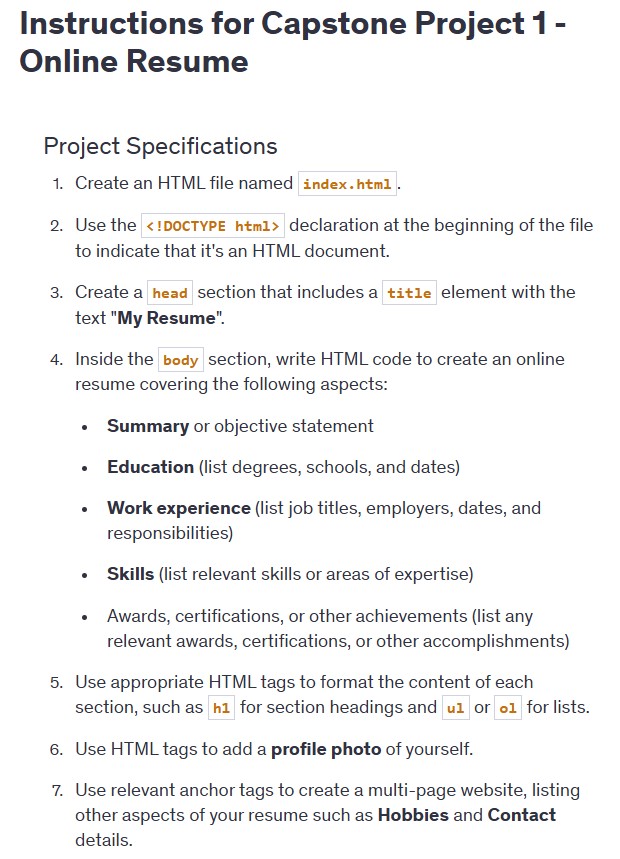 Instructions for Capstone Project 1 -
Online Resume
Project Specifications
1. Create an HTML file named index.html.
2. Use the <!DOCTYPE html> declaration at the beginning of the file
to indicate that it's an HTML document.
3. Create a head section that includes a title element with the
text "My Resume".
4. Inside the body section, write HTML code to create an online
resume covering the following aspects:
• Summary or objective statement
• Education (list degrees, schools, and dates)
• Work experience (list job titles, employers, dates, and
responsibilities)
• Skills (list relevant skills or areas of expertise)
• Awards, certifications, or other achievements (list any
relevant awards, certifications, or other accomplishments)
5. Use appropriate HTML tags to format the content of each
section, such as h1 for section headings and ul or ol for lists.
6. Use HTML tags to add a profile photo of yourself.
7. Use relevant anchor tags to create a multi-page website, listing
other aspects of your resume such as Hobbies and Contact
details.